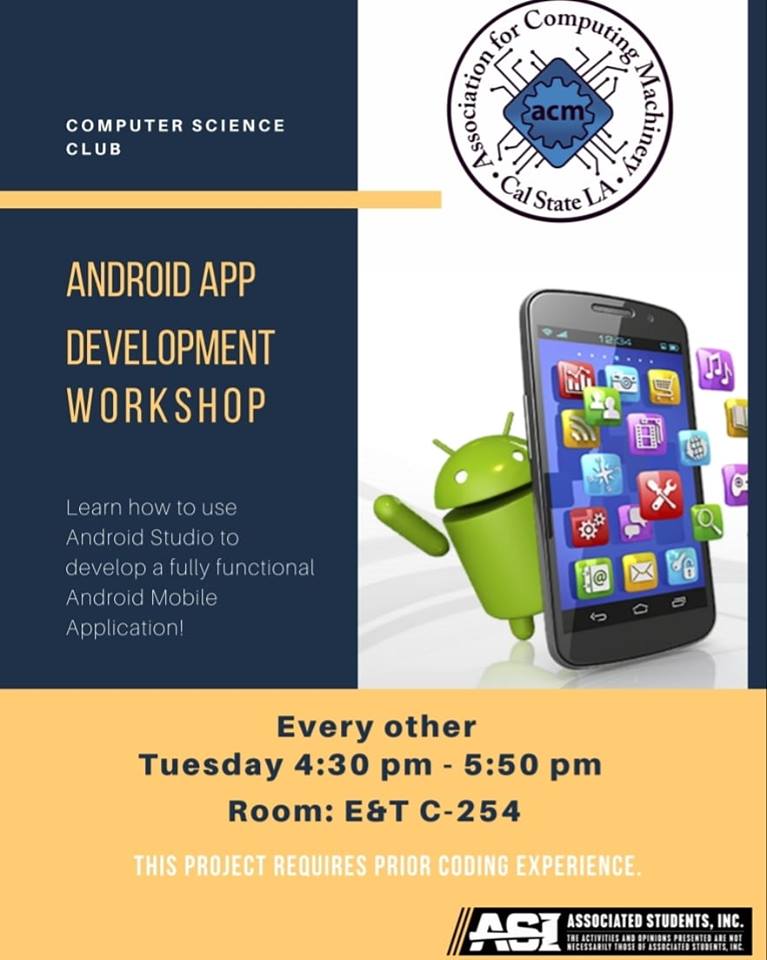 COMPUTER SCIENCE
CLUB
Association for Computing Machinery
• Cal State LA •
acm
ANDROID APP
DEVELOPMENT
WORKSHOP
12:34
Learn how to use
Android Studio to
develop a fully functional
Android Mobile
Application!
Every other
Tuesday 4:30 pm - 5:50 pm
Room: E&T C-254
THIS PROJECT REQUIRES PRIOR CODING EXPERIENCE.
ASI
ASSOCIATED STUDENTS, INC.
THE ACTIVITIES AND OPINIONS PRESENTED ARE NOT
NECESSARILY THOSE OF ASSOCIATED STUDENTS, INC.